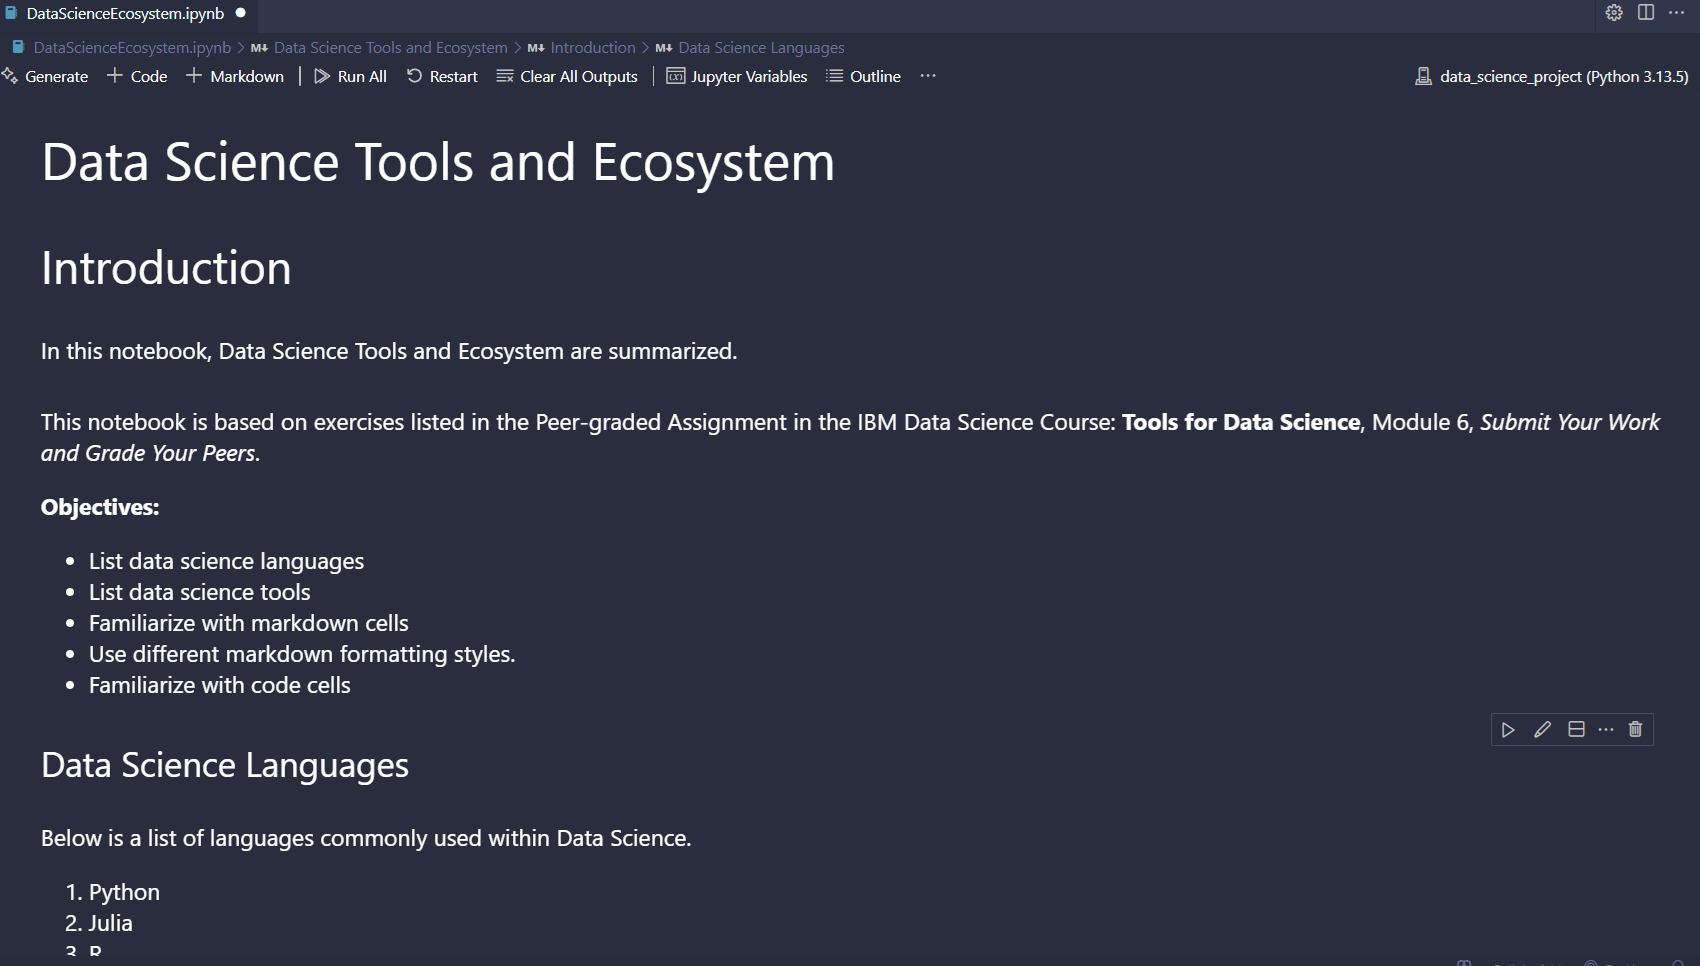 DataScienceEcosystem.ipynb
DataScienceEcosystem.ipynb > M↓ Data Science Tools and Ecosystem > M↓ Introduction > M↓ Data Science Languages
Generate + Code + Markdown | Run All Restart Clear All Outputs | Jupyter Variables Outline ... data_science_project (Python 3.13.5)
Data Science Tools and Ecosystem
Introduction
In this notebook, Data Science Tools and Ecosystem are summarized.
This notebook is based on exercises listed in the Peer-graded Assignment in the IBM Data Science Course: Tools for Data Science, Module 6, Submit Your Work
and Grade Your Peers.
Objectives:
• List data science languages
• List data science tools
• Familiarize with markdown cells
• Use different markdown formatting styles.
• Familiarize with code cells
Data Science Languages
Below is a list of languages commonly used within Data Science.
1. Python
2. Julia
3. R